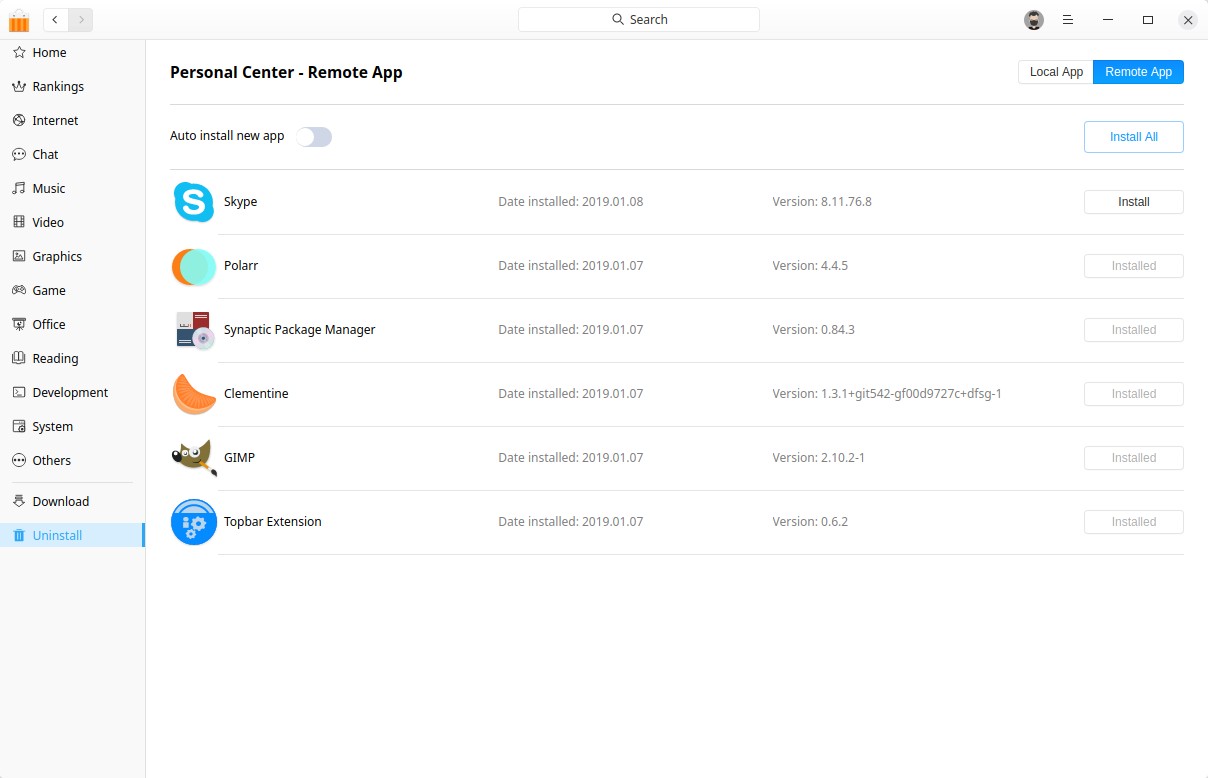 Search
Home
Rankings
Internet
Chat
Music
Video
Graphics
Game
Office
Reading
Development
System
Others
Download
Uninstall
Personal Center - Remote App
Local App
Remote App
Auto install new app
Install All
Skype
Date installed: 2019.01.08
Version: 8.11.76.8
Install
Polarr
Date installed: 2019.01.07
Version: 4.4.5
Installed
Synaptic Package Manager
Date installed: 2019.01.07
Version: 0.84.3
Installed
Clementine
Date installed: 2019.01.07
Version: 1.3.1+git542-gf00d9727c+dfsg-1
Installed
GIMP
Date installed: 2019.01.07
Version: 2.10.2-1
Installed
Topbar Extension
Date installed: 2019.01.07
Version: 0.6.2
Installed